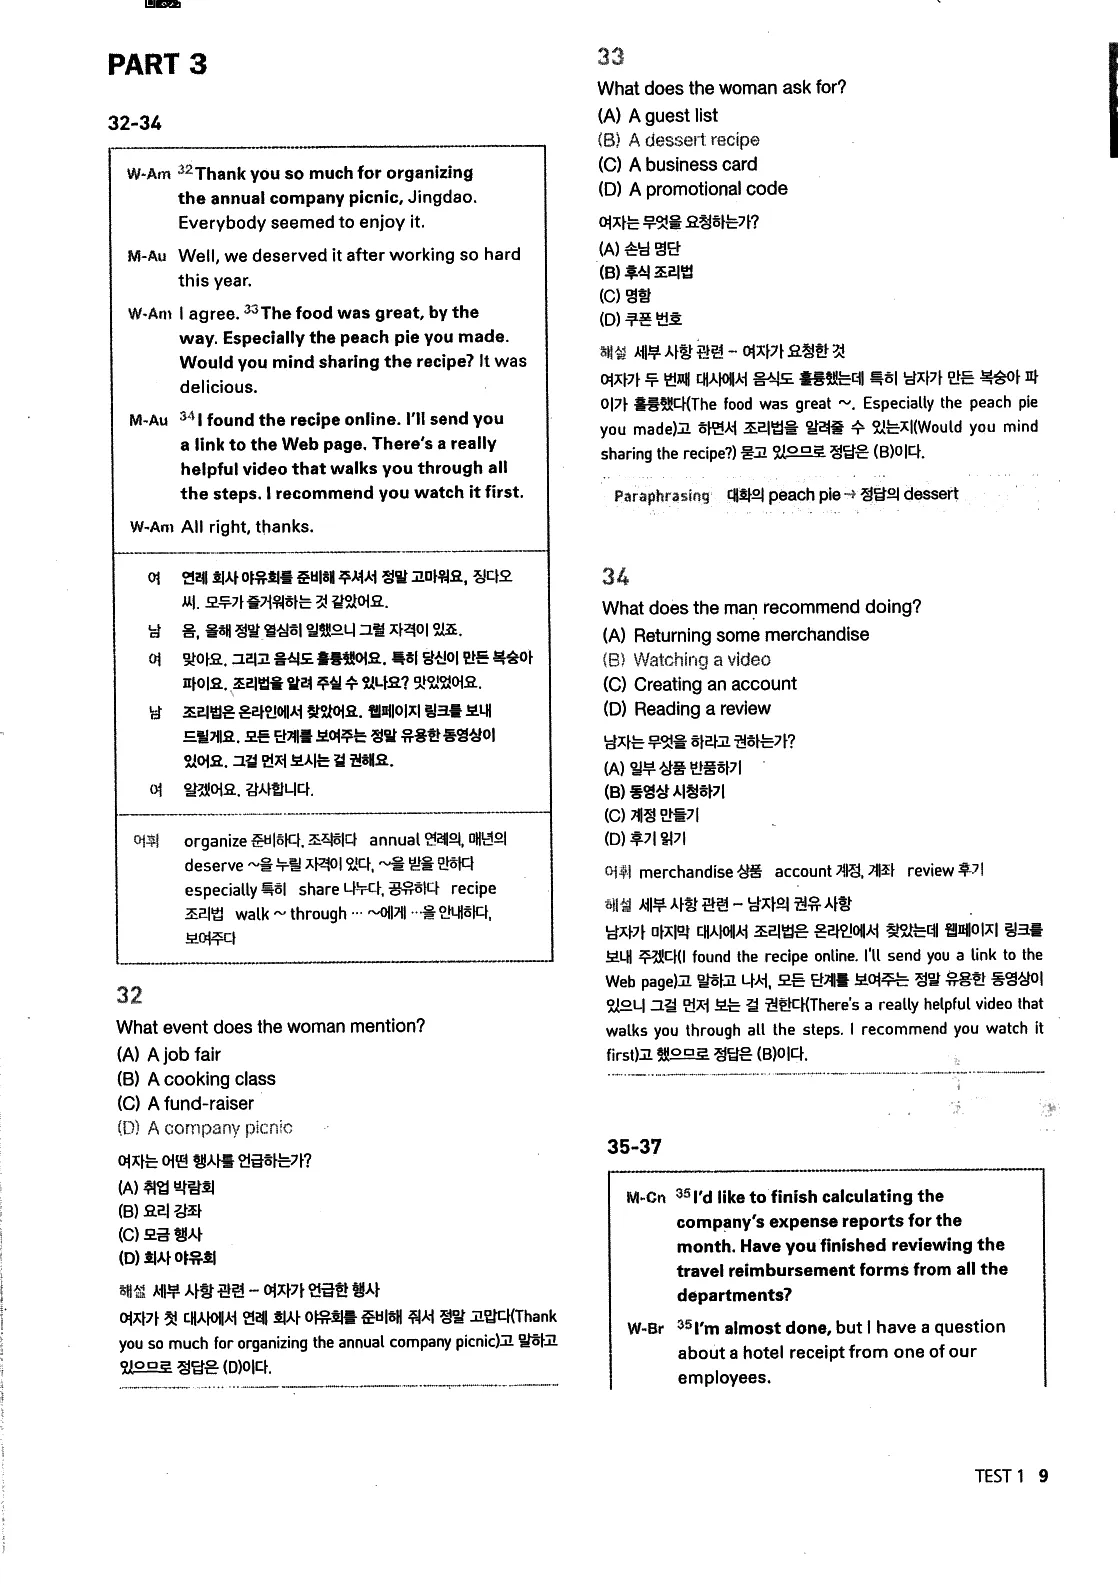 PART 3
32-34
W-Am 32Thank you so much for organizing
the annual company picnic, Jingdao.
Everybody seemed to enjoy it.
M-Au Well, we deserved it after working so hard
this year.
W-Am I agree. 33The food was great, by the
way. Especially the peach pie you made.
Would you mind sharing the recipe? It was
delicious.
M-Au 34I found the recipe online. I'll send you
a link to the Web page. There's a really
helpful video that walks you through all
the steps. I recommend you watch it first.
W-Am All right, thanks.
여 연례 회사 야유회를 준비해 주셔서 정말 고마워요, 징다오
씨. 모두가 즐거워하는 것 같았어요.
남 음, 올해 정말 열심히 일했으니 그럴 자격이 있죠.
여 맞아요. 그리고 음식도 훌륭했어요. 특히 당신이 만든 복숭아
파이요. 조리법을 알려 주실 수 있나요? 맛있었어요.
남 조리법은 온라인에서 찾았어요. 웹페이지 링크를 보내
드릴게요. 모든 단계를 보여주는 정말 유용한 동영상이
있어요. 그걸 먼저 보시는 걸 권해요.
여 알겠어요. 감사합니다.
어휘 organize 준비하다, 조직하다 annual 연례의, 매년의
deserve ~을 누릴 자격이 있다, ~을 받을 만하다
especially 특히 share 나누다, 공유하다 recipe
조리법 walk ~ through ··· ~에게 ···을 안내하다,
보여주다
32
What event does the woman mention?
(A) A job fair
(B) A cooking class
(C) A fund-raiser
(D) A company picnic
여자는 어떤 행사를 언급하는가?
(A) 취업 박람회
(B) 요리 강좌
(C) 모금 행사
(D) 회사 야유회
해설 세부 사항 관련 – 여자가 언급한 행사
여자가 첫 대사에서 연례 회사 야유회를 준비해 줘서 정말 고맙다(Thank
you so much for organizing the annual company picnic)고 말하고
있으므로 정답은 (D)이다.
33
What does the woman ask for?
(A) A guest list
(B) A dessert recipe
(C) A business card
(D) A promotional code
여자는 무엇을 요청하는가?
(A) 손님 명단
(B) 후식 조리법
(C) 명함
(D) 쿠폰 번호
해설 세부 사항 관련 – 여자가 요청한 것
여자가 두 번째 대사에서 음식도 훌륭했는데 특히 남자가 만든 복숭아 파
이가 훌륭했다(The food was great ~. Especially the peach pie
you made)고 하면서 조리법을 알려줄 수 있는지(Would you mind
sharing the recipe?) 묻고 있으므로 정답은 (B)이다.
Paraphrasing 대화의 peach pie → 정답의 dessert
34
What does the man recommend doing?
(A) Returning some merchandise
(B) Watching a video
(C) Creating an account
(D) Reading a review
남자는 무엇을 하라고 권하는가?
(A) 일부 상품 반품하기
(B) 동영상 시청하기
(C) 계정 만들기
(D) 후기 읽기
어휘 merchandise 상품 account 계정, 계좌 review 후기
해설 세부 사항 관련 – 남자의 권유 사항
남자가 마지막 대사에서 조리법은 온라인에서 찾았는데 웹페이지 링크를
보내 주겠다(I found the recipe online. I'll send you a link to the
Web page)고 말하고 나서, 모든 단계를 보여주는 정말 유용한 동영상이
있으니 그걸 먼저 보는 걸 권한다(There's a really helpful video that
walks you through all the steps. I recommend you watch it
first)고 했으므로 정답은 (B)이다.
35-37
M-Cn 35I'd like to finish calculating the
company's expense reports for the
month. Have you finished reviewing the
travel reimbursement forms from all the
departments?
W-Br 35I'm almost done, but I have a question
about a hotel receipt from one of our
employees.
TEST 1 9